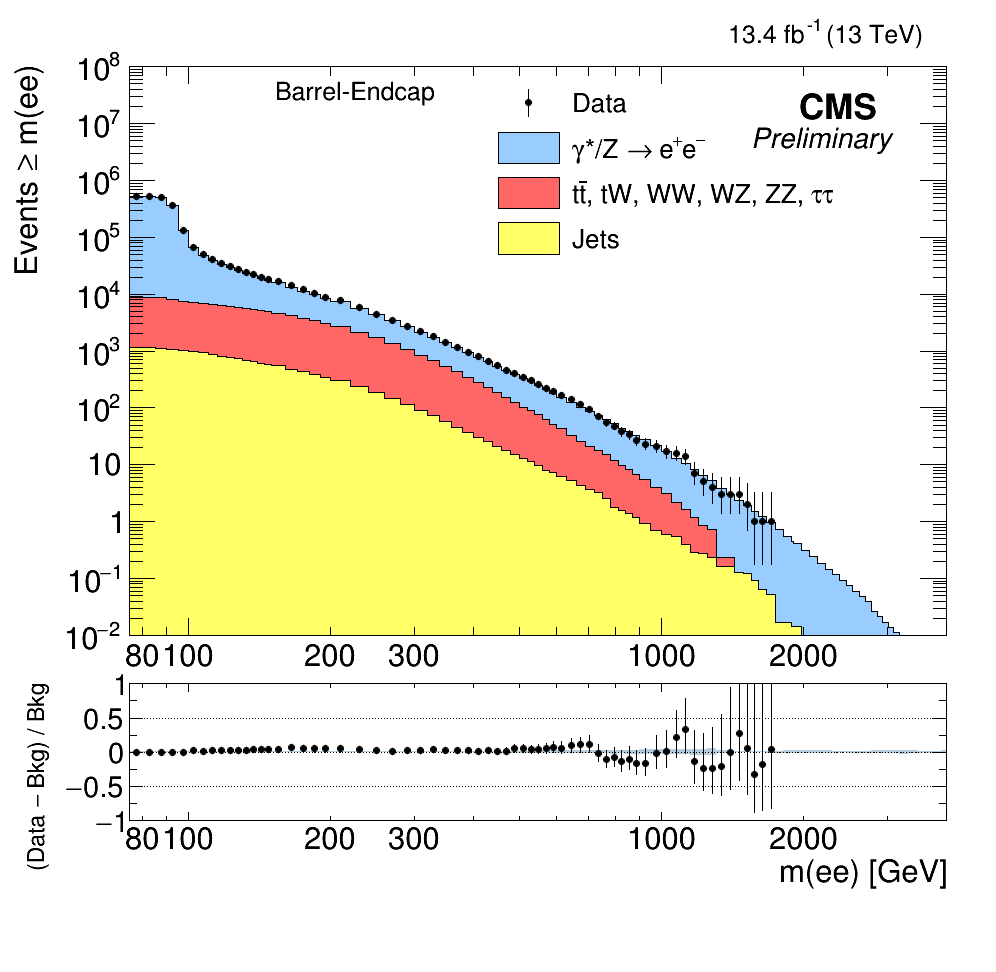 13.4 fb⁻¹ (13 TeV)
Events ≥ m(ee)
10⁸
10⁷
10⁶
10⁵
10⁴
10³
10²
10
1
10⁻¹
10⁻²
Barrel-Endcap
Data
γ*/Z → e⁺e⁻
tt̄, tW, WW, WZ, ZZ, ττ
Jets
CMS
Preliminary
80 100 200 300 1000 2000
(Data − Bkg) / Bkg
1
0.5
0
−0.5
−1
80 100 200 300 1000 2000
m(ee) [GeV]